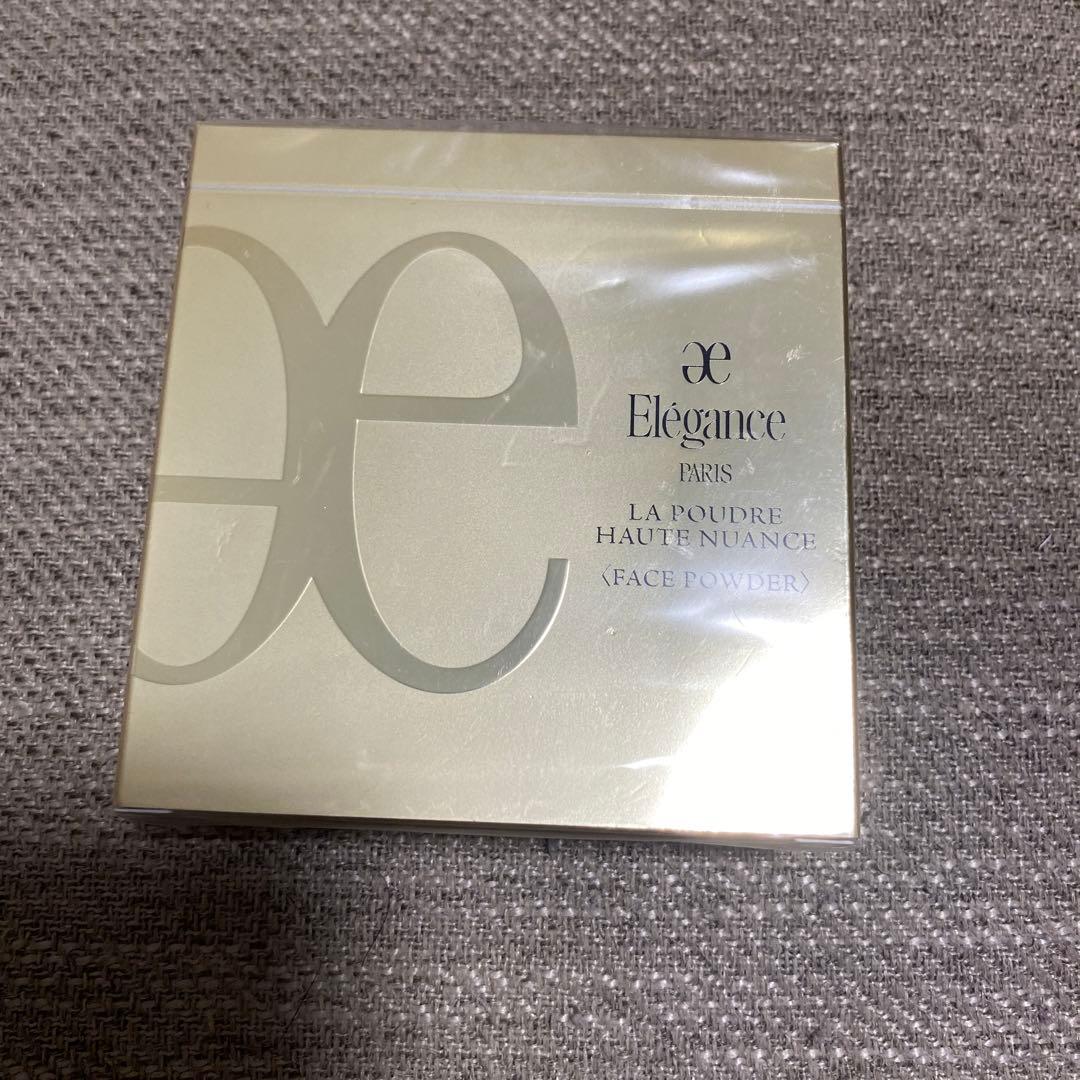 æ
Elégance
PARIS
LA POUDRE
HAUTE NUANCE
〈FACE POWDER〉